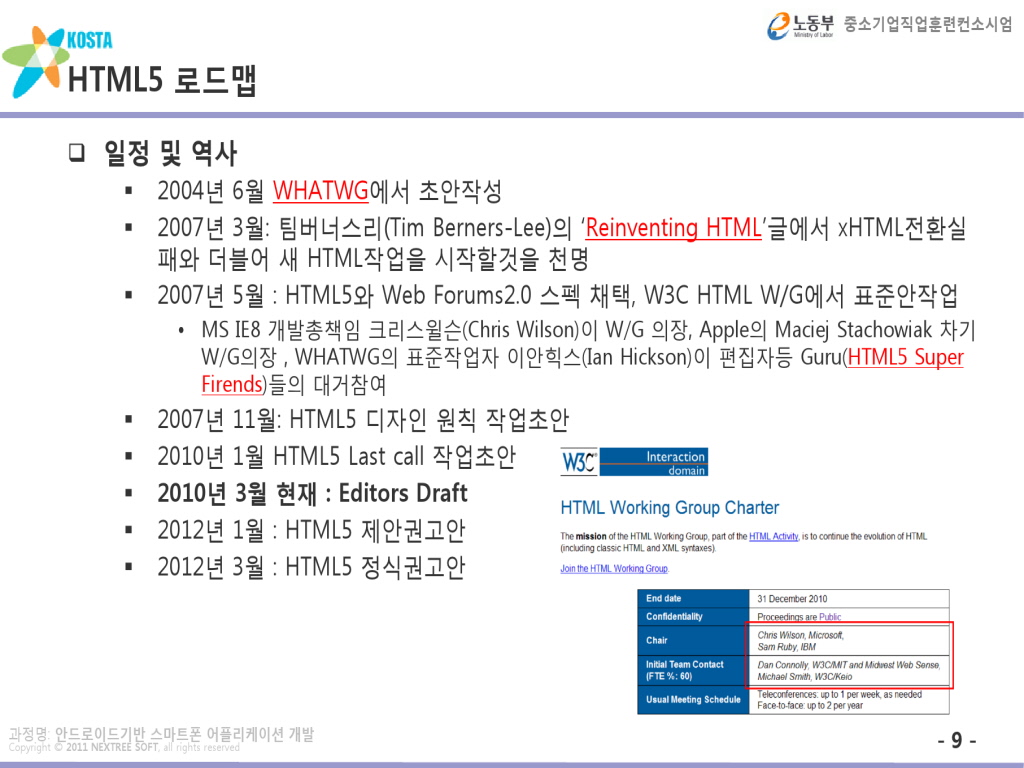 노동부 중소기업직업훈련컨소시엄
Ministry of Labor
KOSTA
HTML5 로드맵
❑ 일정 및 역사
▪ 2004년 6월 WHATWG에서 초안작성
▪ 2007년 3월: 팀버너스리(Tim Berners-Lee)의 ‘Reinventing HTML’글에서 xHTML전환실
패와 더블어 새 HTML작업을 시작할것을 천명
▪ 2007년 5월 : HTML5와 Web Forums2.0 스펙 채택, W3C HTML W/G에서 표준안작업
• MS IE8 개발총책임 크리스윌슨(Chris Wilson)이 W/G 의장, Apple의 Maciej Stachowiak 차기
W/G의장 , WHATWG의 표준작업자 이안힉스(Ian Hickson)이 편집자등 Guru(HTML5 Super
Firends)들의 대거참여
▪ 2007년 11월: HTML5 디자인 원칙 작업초안
▪ 2010년 1월 HTML5 Last call 작업초안
▪ 2010년 3월 현재 : Editors Draft
▪ 2012년 1월 : HTML5 제안권고안
▪ 2012년 3월 : HTML5 정식권고안
W3C® Interaction
domain
HTML Working Group Charter
The mission of the HTML Working Group, part of the HTML Activity, is to continue the evolution of HTML
(including classic HTML and XML syntaxes).
Join the HTML Working Group.
End date 31 December 2010
Confidentiality Proceedings are Public
Chair Chris Wilson, Microsoft,
Sam Ruby, IBM
Initial Team Contact Dan Connolly, W3C/MIT and Midwest Web Sense,
(FTE %: 60) Michael Smith, W3C/Keio
Usual Meeting Schedule Teleconferences: up to 1 per week, as needed
Face-to-face: up to 2 per year
과정명: 안드로이드기반 스마트폰 어플리케이션 개발
Copyright © 2011 NEXTREE SOFT, all rights reserved
- 9 -